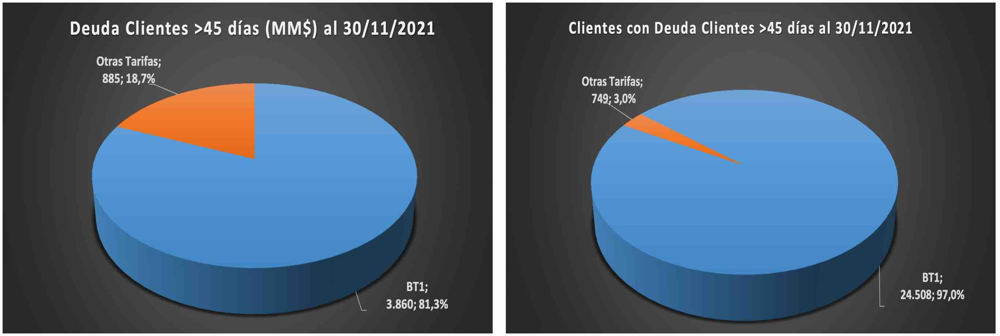 Deuda Clientes >45 días (MM$) al 30/11/2021
Otras Tarifas;
885; 18,7%
BT1;
3.860; 81,3%
Clientes con Deuda Clientes >45 días al 30/11/2021
Otras Tarifas;
749; 3,0%
BT1;
24.508; 97,0%